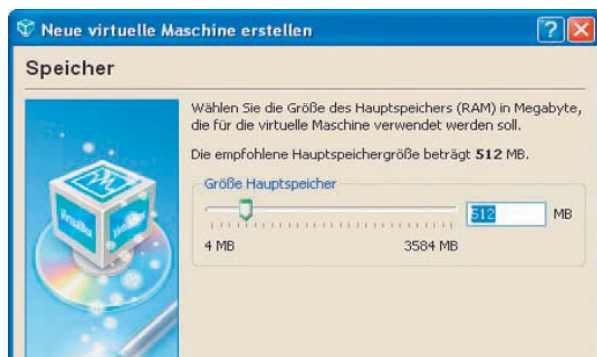 Neue virtuelle Maschine erstellen
Speicher
Wählen Sie die Größe des Hauptspeichers (RAM) in Megabyte,
die für die virtuelle Maschine verwendet werden soll.
Die empfohlene Hauptspeichergröße beträgt 512 MB.
Größe Hauptspeicher
512 MB
4 MB 3584 MB
VirtualBox